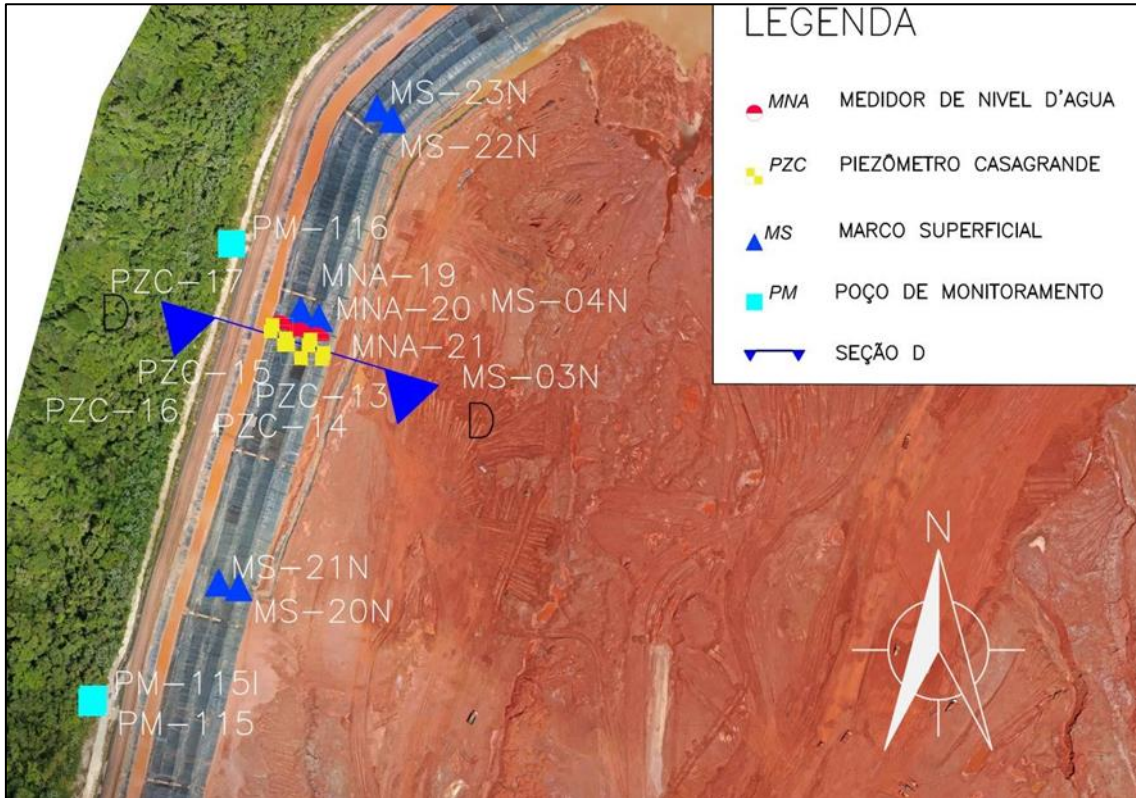 LEGENDA
MNA MEDIDOR DE NIVEL D'AGUA
PZC PIEZÔMETRO CASAGRANDE
MS MARCO SUPERFICIAL
PM POÇO DE MONITORAMENTO
SEÇÃO D
MS-23N
MS-22N
PM-116
PZC-17
MNA-19
MNA-20
MS-04N
D
MNA-21
MS-03N
PZC-15
PZC-16
PZC-13
PZC-14
D
MS-21N
MS-20N
PM-115I
PM-115
N